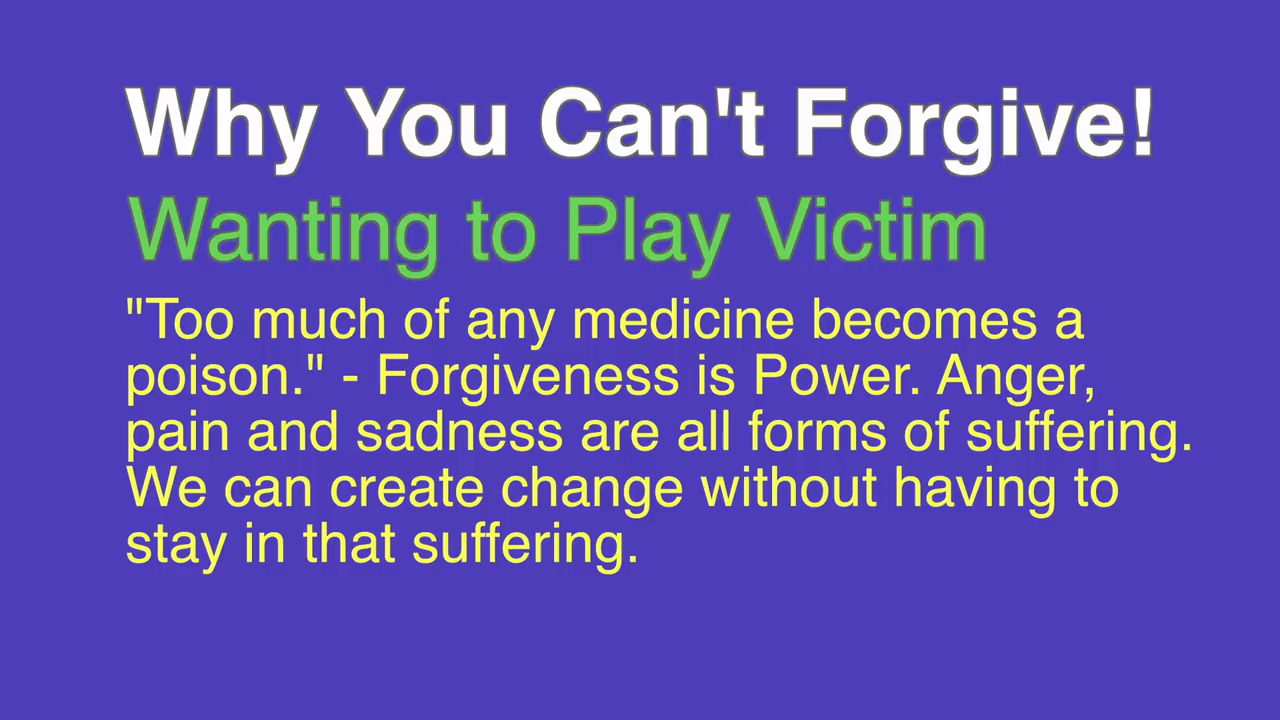 Why You Can't Forgive!
Wanting to Play Victim
"Too much of any medicine becomes a
poison." - Forgiveness is Power. Anger,
pain and sadness are all forms of suffering.
We can create change without having to
stay in that suffering.